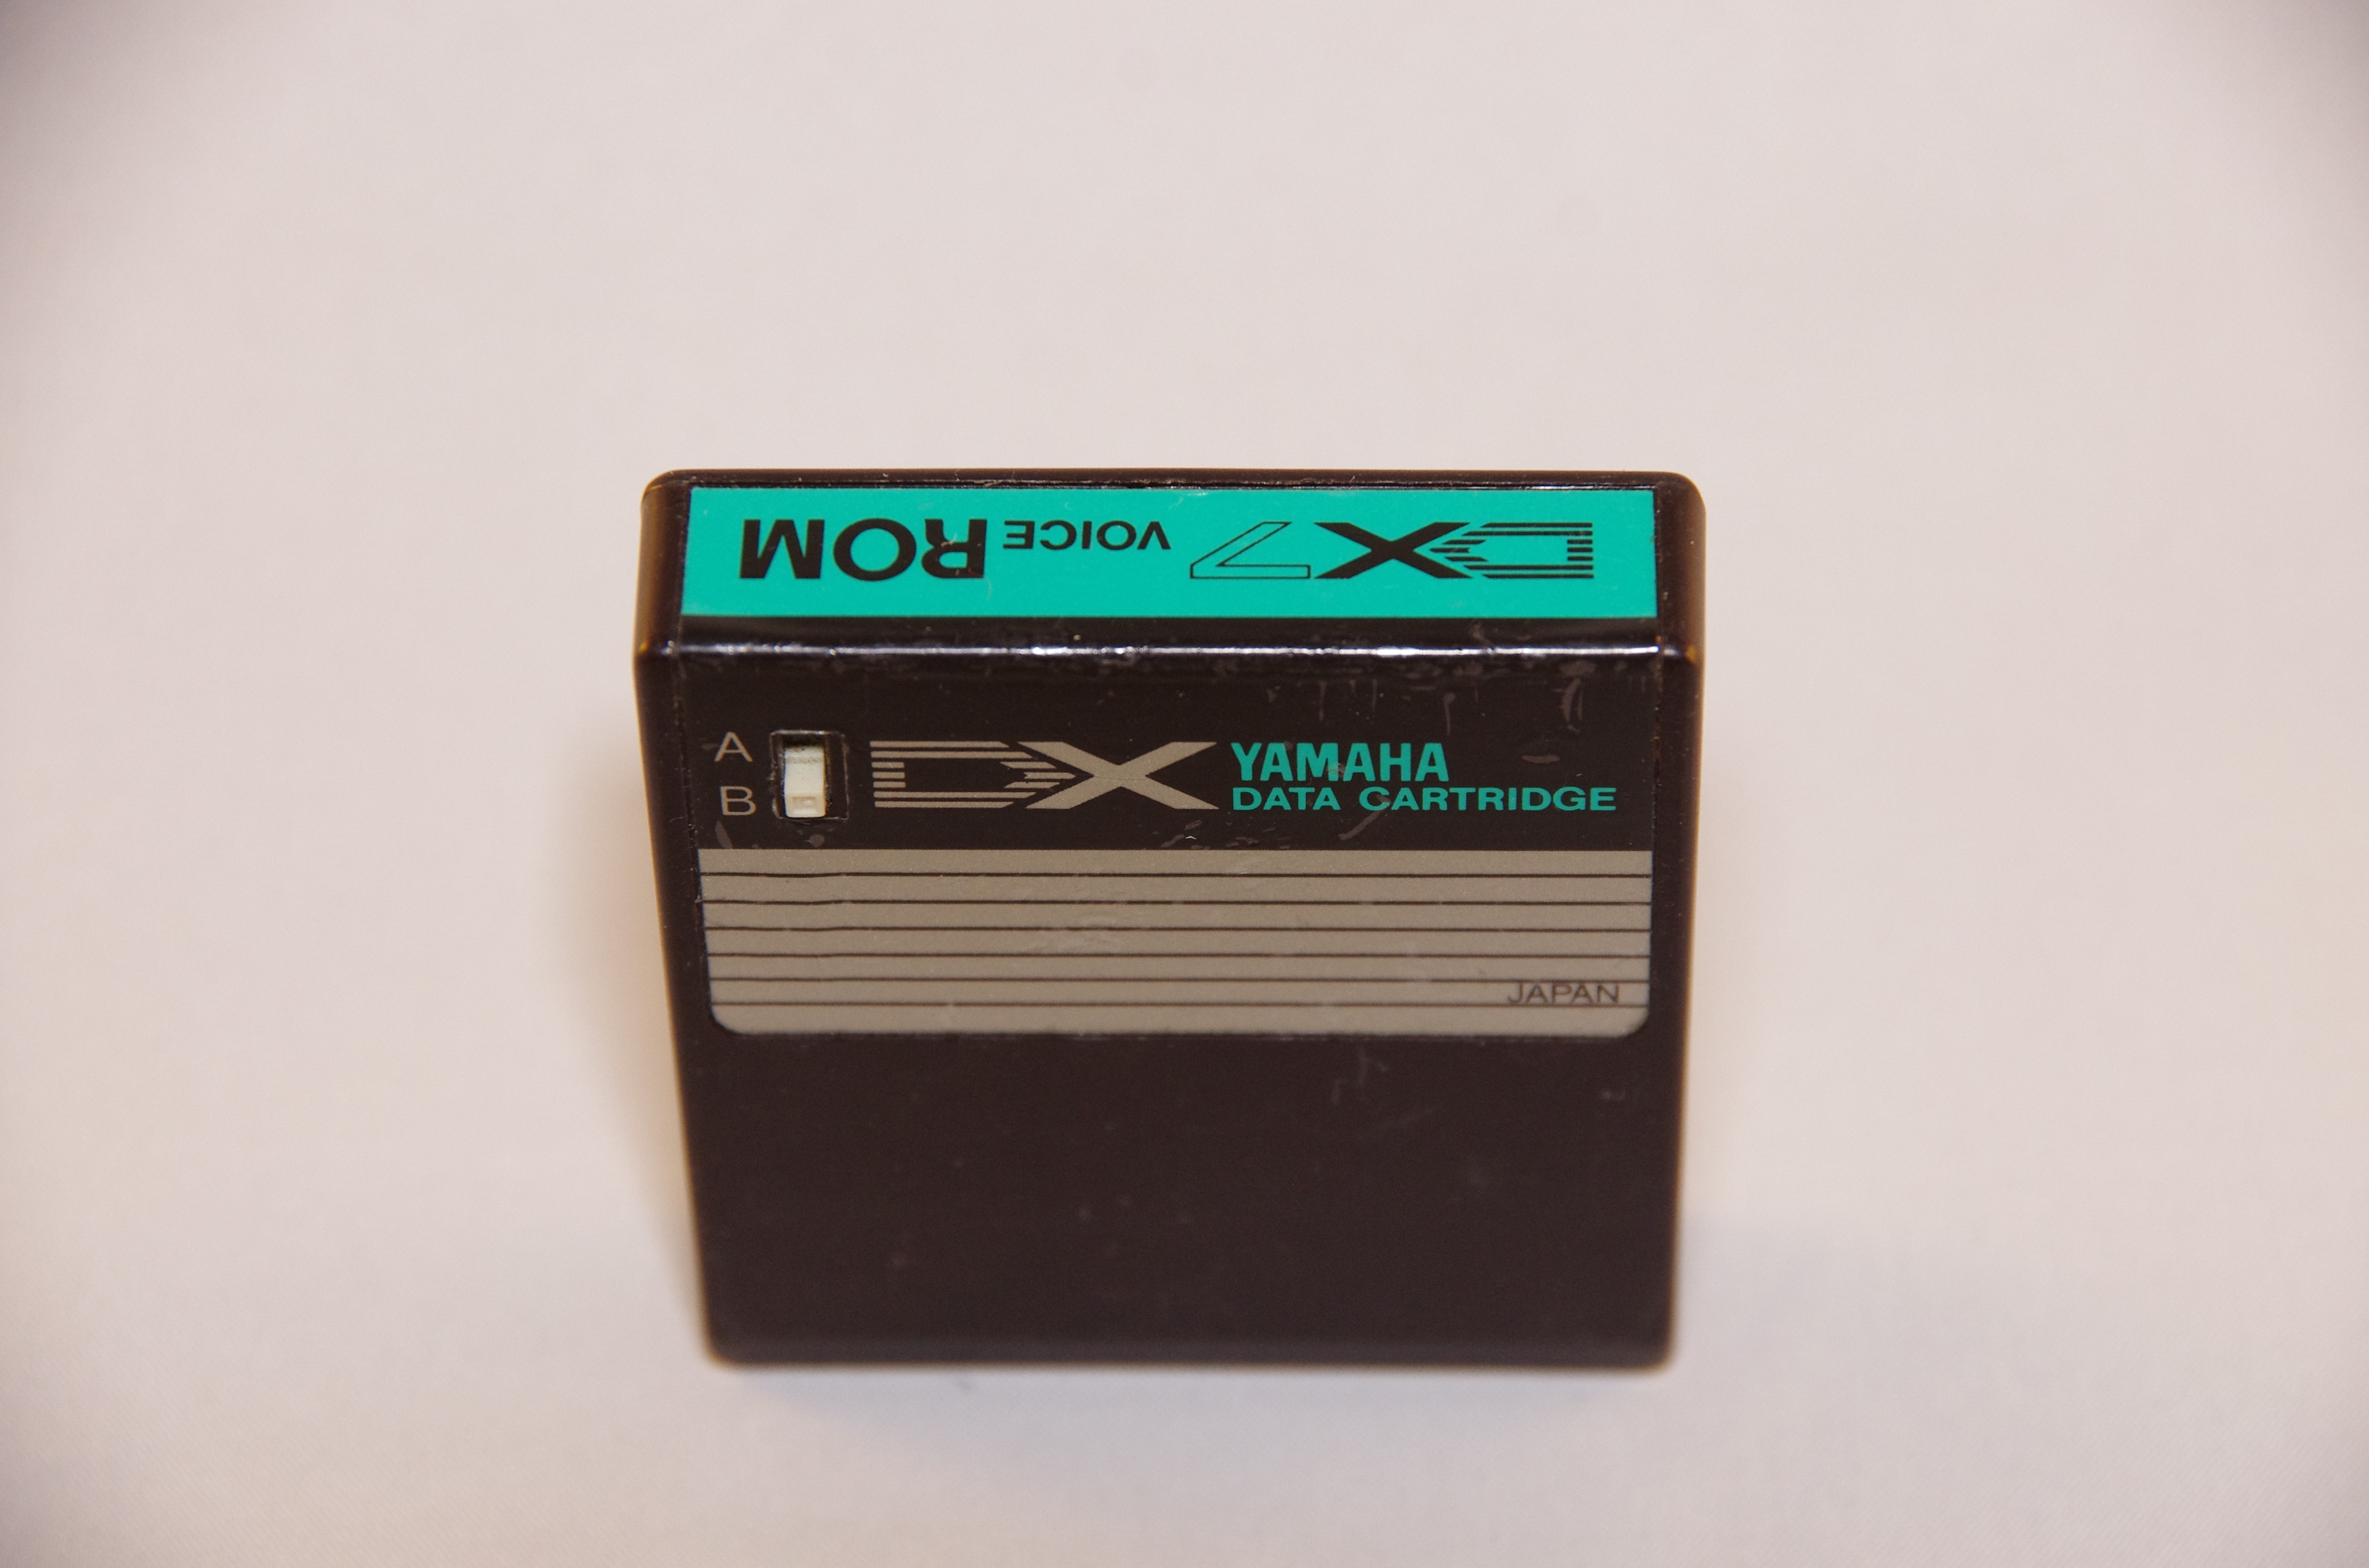 DX7 VOICE ROM
A
B
DX YAMAHA
DATA CARTRIDGE
JAPAN